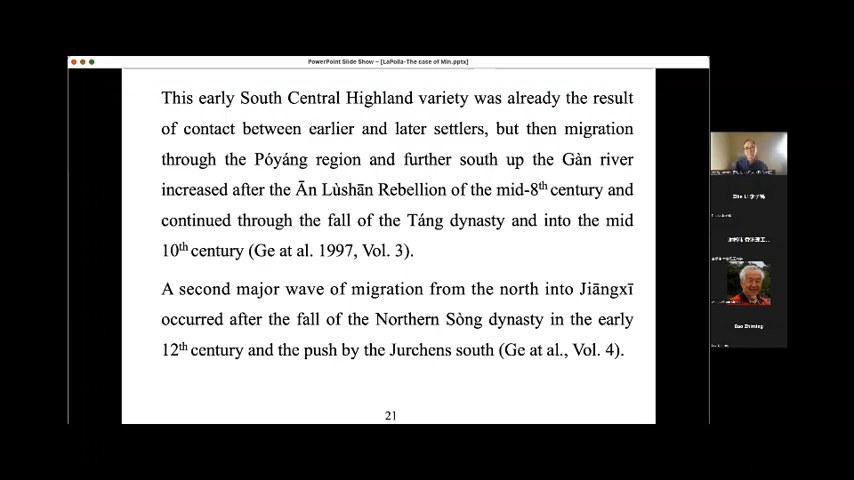 PowerPoint Slide Show – [LaPolla-The case of Min.pptx]
This early South Central Highland variety was already the result
of contact between earlier and later settlers, but then migration
through the Póyáng region and further south up the Gàn river
increased after the Ān Lùshān Rebellion of the mid-8th century and
continued through the fall of the Táng dynasty and into the mid
10th century (Ge at al. 1997, Vol. 3).
A second major wave of migration from the north into Jiāngxī
occurred after the fall of the Northern Sòng dynasty in the early
12th century and the push by the Jurchens south (Ge at al., Vol. 4).
21
Bao Zhiming